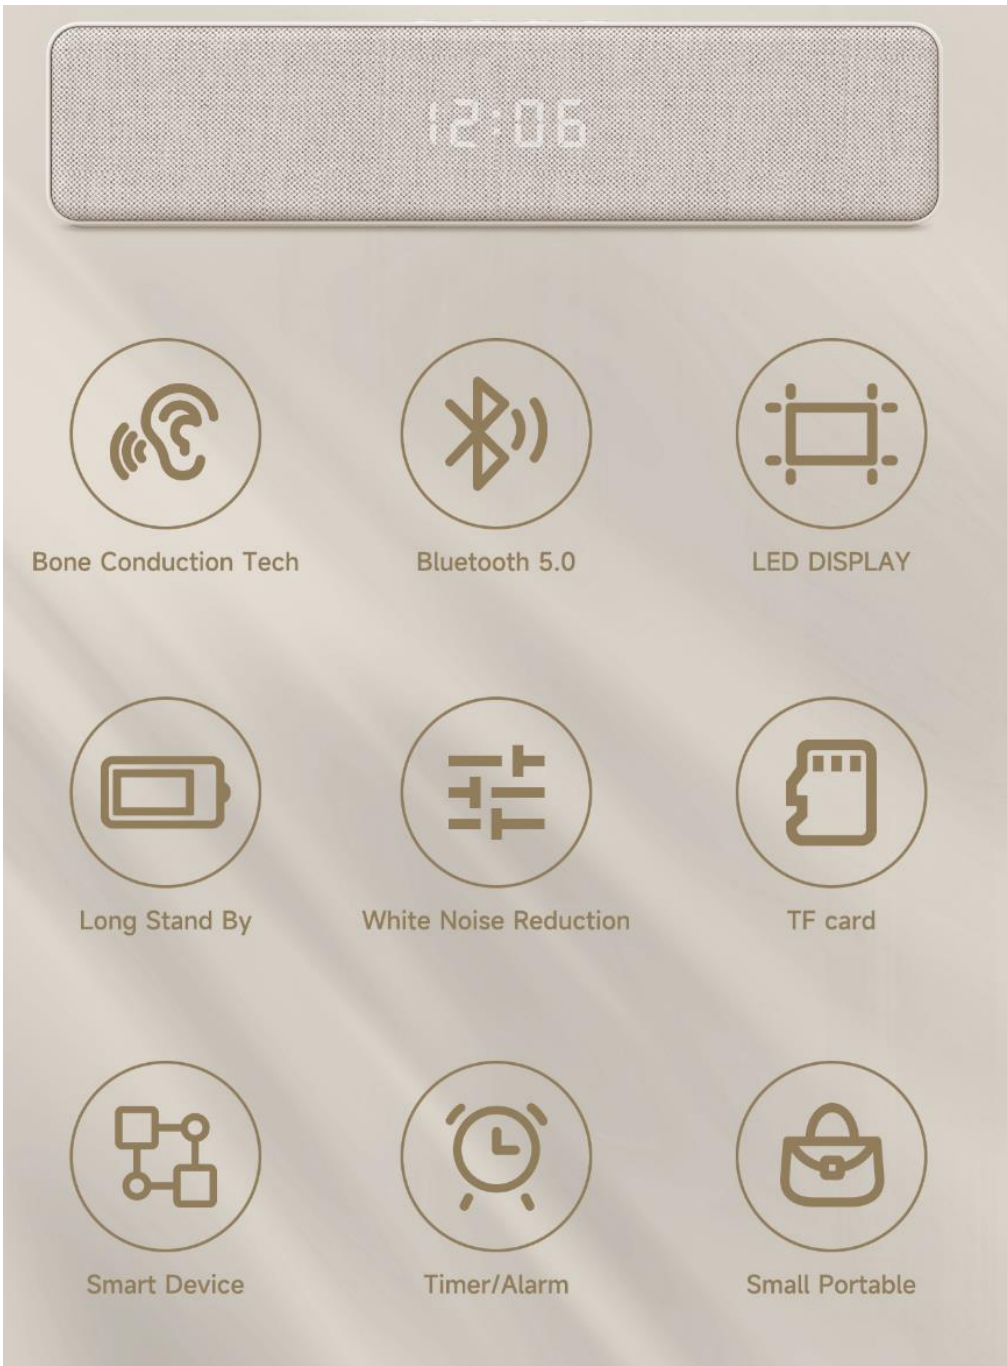 12:06
Bone Conduction Tech
Bluetooth 5.0
LED DISPLAY
Long Stand By
White Noise Reduction
TF card
Smart Device
Timer/Alarm
Small Portable